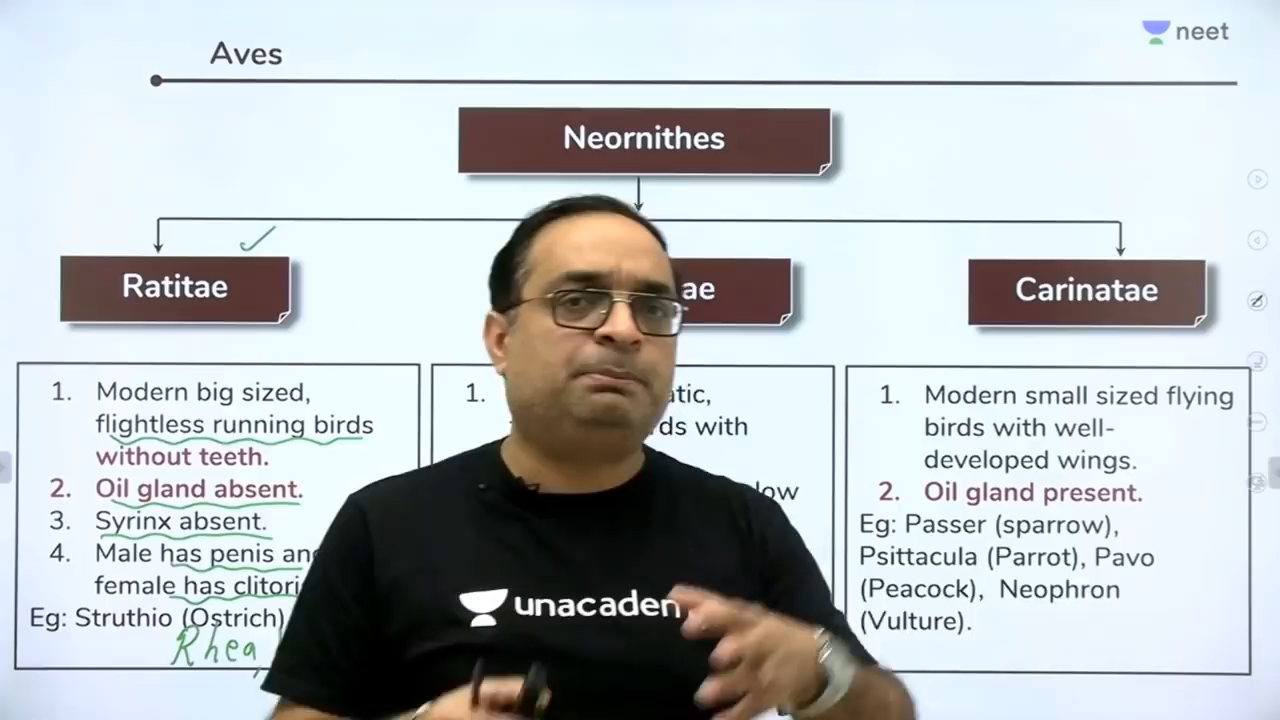 neet
Aves
Neornithes
Ratitae
ae
Carinatae
1. Modern big sized,
flightless running birds
without teeth.
2. Oil gland absent.
3. Syrinx absent.
4. Male has penis an
female has clitori
Eg: Struthio (Ostrich)
Rhea,
1. atic,
ds with
low
1. Modern small sized flying
birds with well-
developed wings.
2. Oil gland present.
Eg: Passer (sparrow),
Psittacula (Parrot), Pavo
(Peacock), Neophron
(Vulture).
unacadem